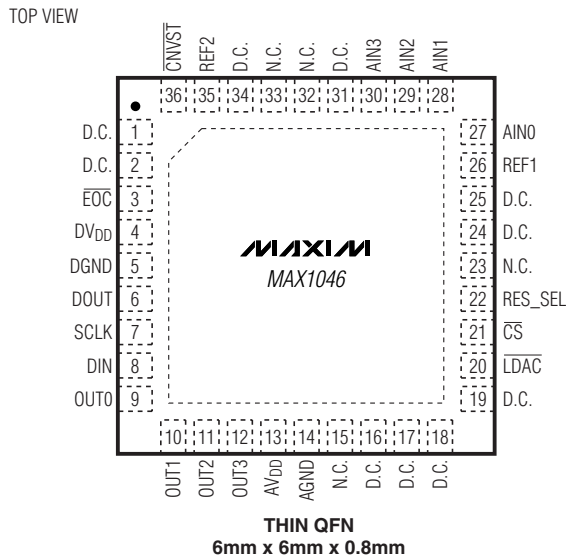 TOP VIEW
CNVST REF2 D.C. N.C. N.C. D.C. AIN3 AIN2 AIN1
36 35 34 33 32 31 30 29 28
D.C. 1
D.C. 2
EOC 3
DVDD 4
DGND 5
DOUT 6
SCLK 7
DIN 8
OUT0 9
MAXIM
MAX1046
27 AIN0
26 REF1
25 D.C.
24 D.C.
23 N.C.
22 RES_SEL
21 CS
20 LDAC
19 D.C.
10 11 12 13 14 15 16 17 18
OUT1 OUT2 OUT3 AVDD AGND N.C. D.C. D.C. D.C.
THIN QFN
6mm x 6mm x 0.8mm